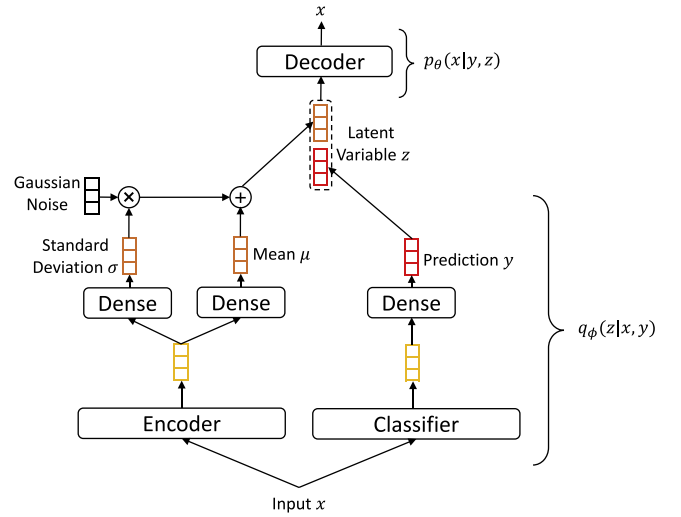 x
Decoder
p_θ(x|y, z)
Latent
Variable z
Gaussian
Noise
×
+
Standard
Deviation σ
Mean μ
Prediction y
Dense
Dense
Dense
q_ϕ(z|x, y)
Encoder
Classifier
Input x